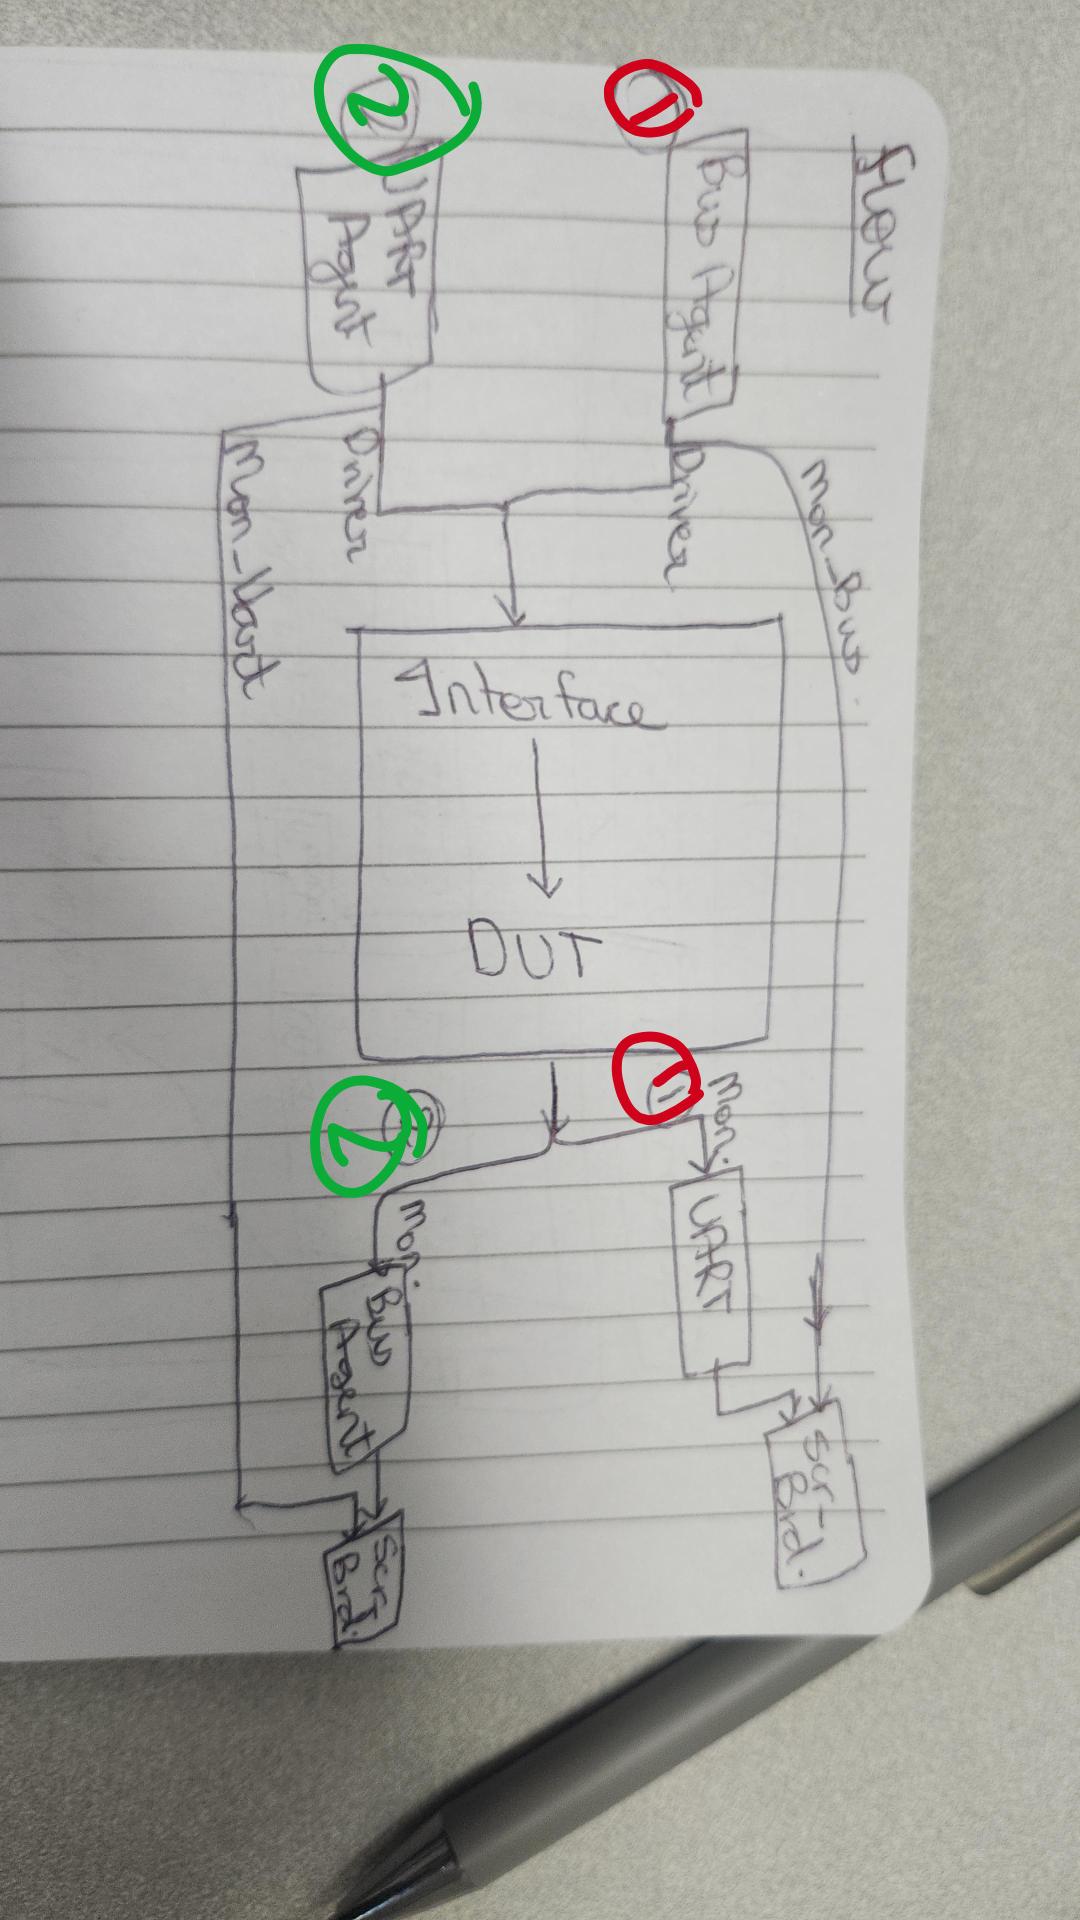 Flow
1
Bus Agent
Driver
Mon_Bus.
2
UART
Agent
Driver
Mon_Uart
Interface
DUT
1
Mon.
UART
Scr-
Brd.
2
Mon.
Bus
Agent
Scr-
Brd.